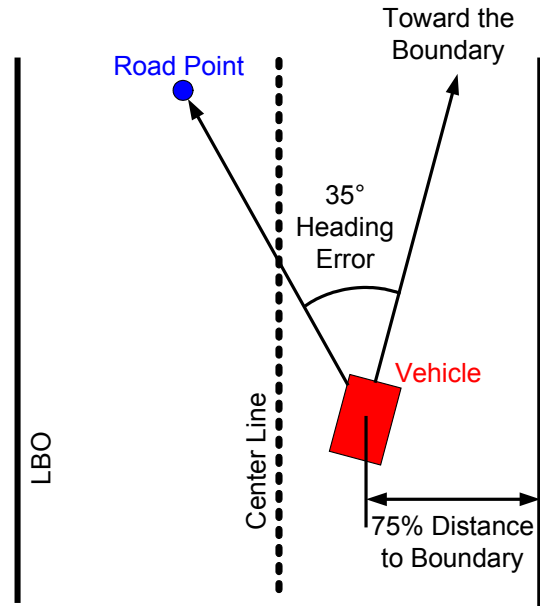 Toward the
Boundary
Road Point
35°
Heading
Error
Vehicle
LBO
Center Line
75% Distance
to Boundary